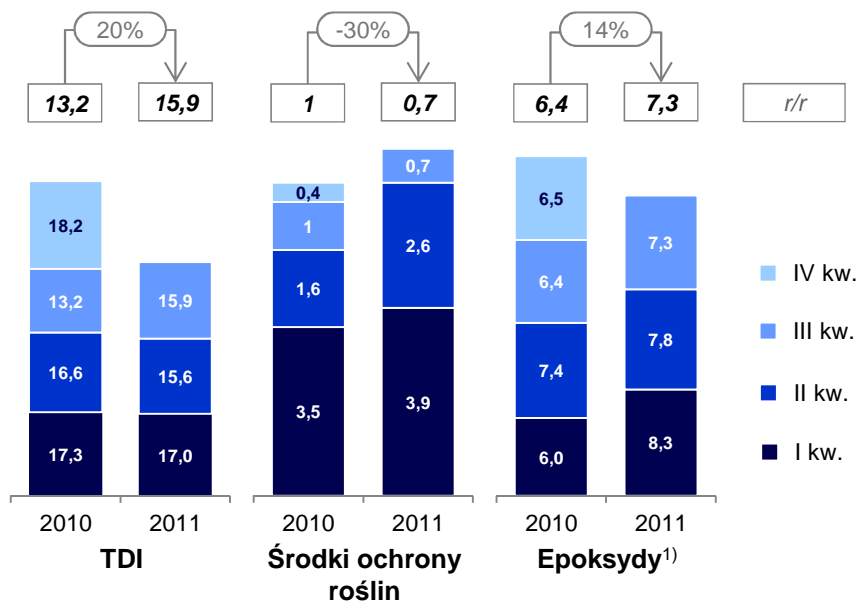 20% -30% 14%
13,2 15,9 1 0,7 6,4 7,3 r/r
18,2
13,2
16,6
17,3
15,9
15,6
17,0
0,4
1
1,6
3,5
0,7
2,6
3,9
6,5
6,4
7,4
6,0
7,3
7,8
8,3
IV kw.
III kw.
II kw.
I kw.
2010 2011 2010 2011 2010 2011
TDI
Środki ochrony
roślin
Epoksydy1)